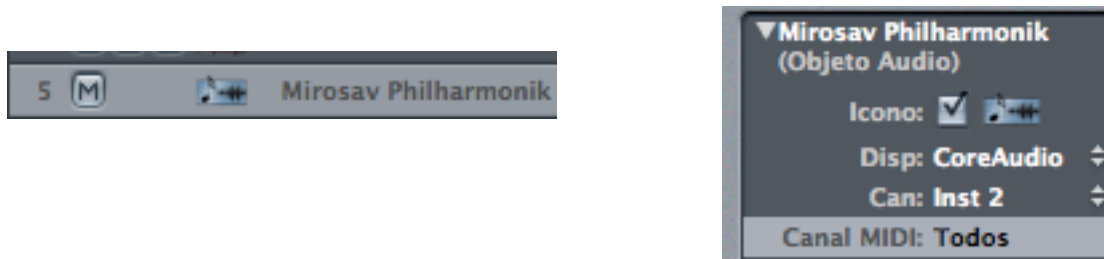 5 M Mirosav Philharmonik
Mirosav Philharmonik
(Objeto Audio)
Icono:
Disp: CoreAudio
Can: Inst 2
Canal MIDI: Todos